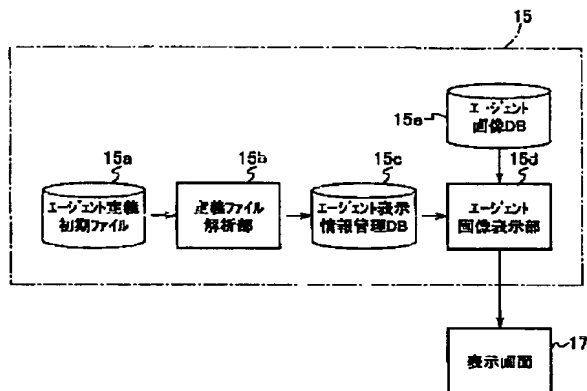 15
15e
エージェント
画像DB
15a
15b
15c
15d
エージェント定義
初期ファイル
定義ファイル
解析部
エージェント表示
情報管理DB
エージェント
画像表示部
表示画面
17